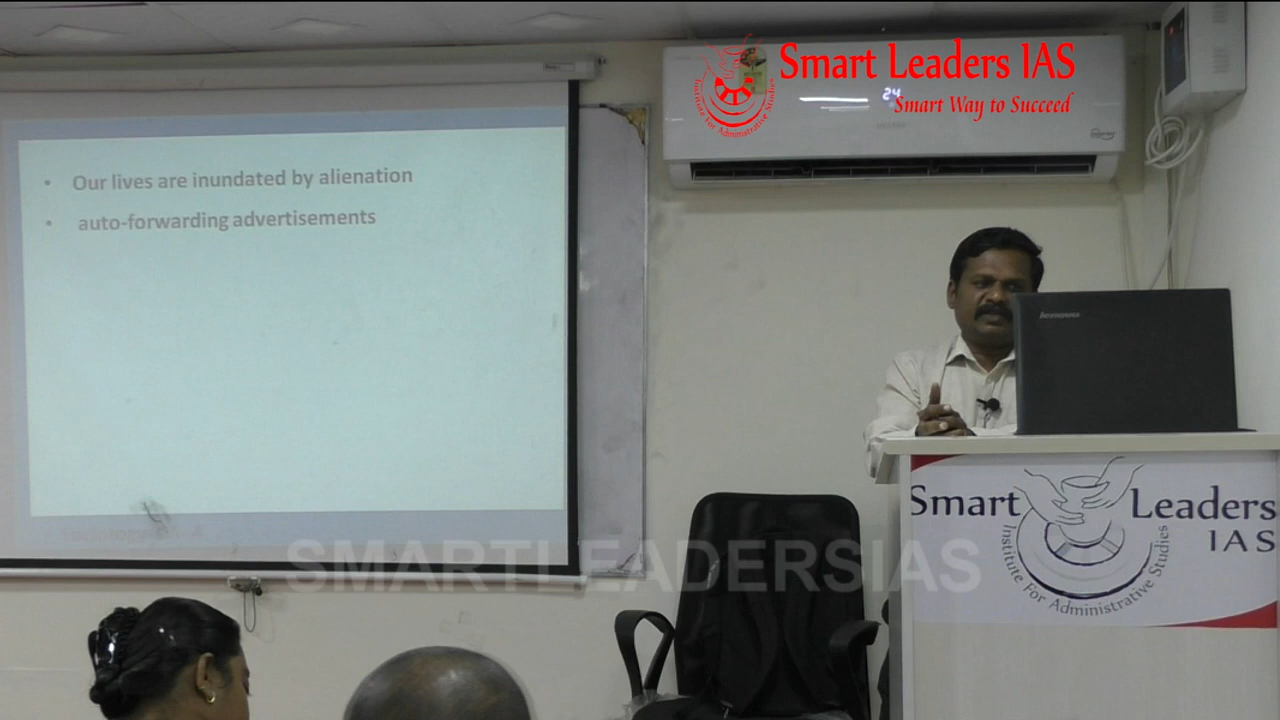 Smart Leaders IAS
Smart Way to Succeed
Institute For Administrative Studies
24
• Our lives are inundated by alienation
• auto-forwarding advertisements
lenovo
Smart Leaders
IAS
Institute For Administrative Studies
SMARTLEADERSIAS